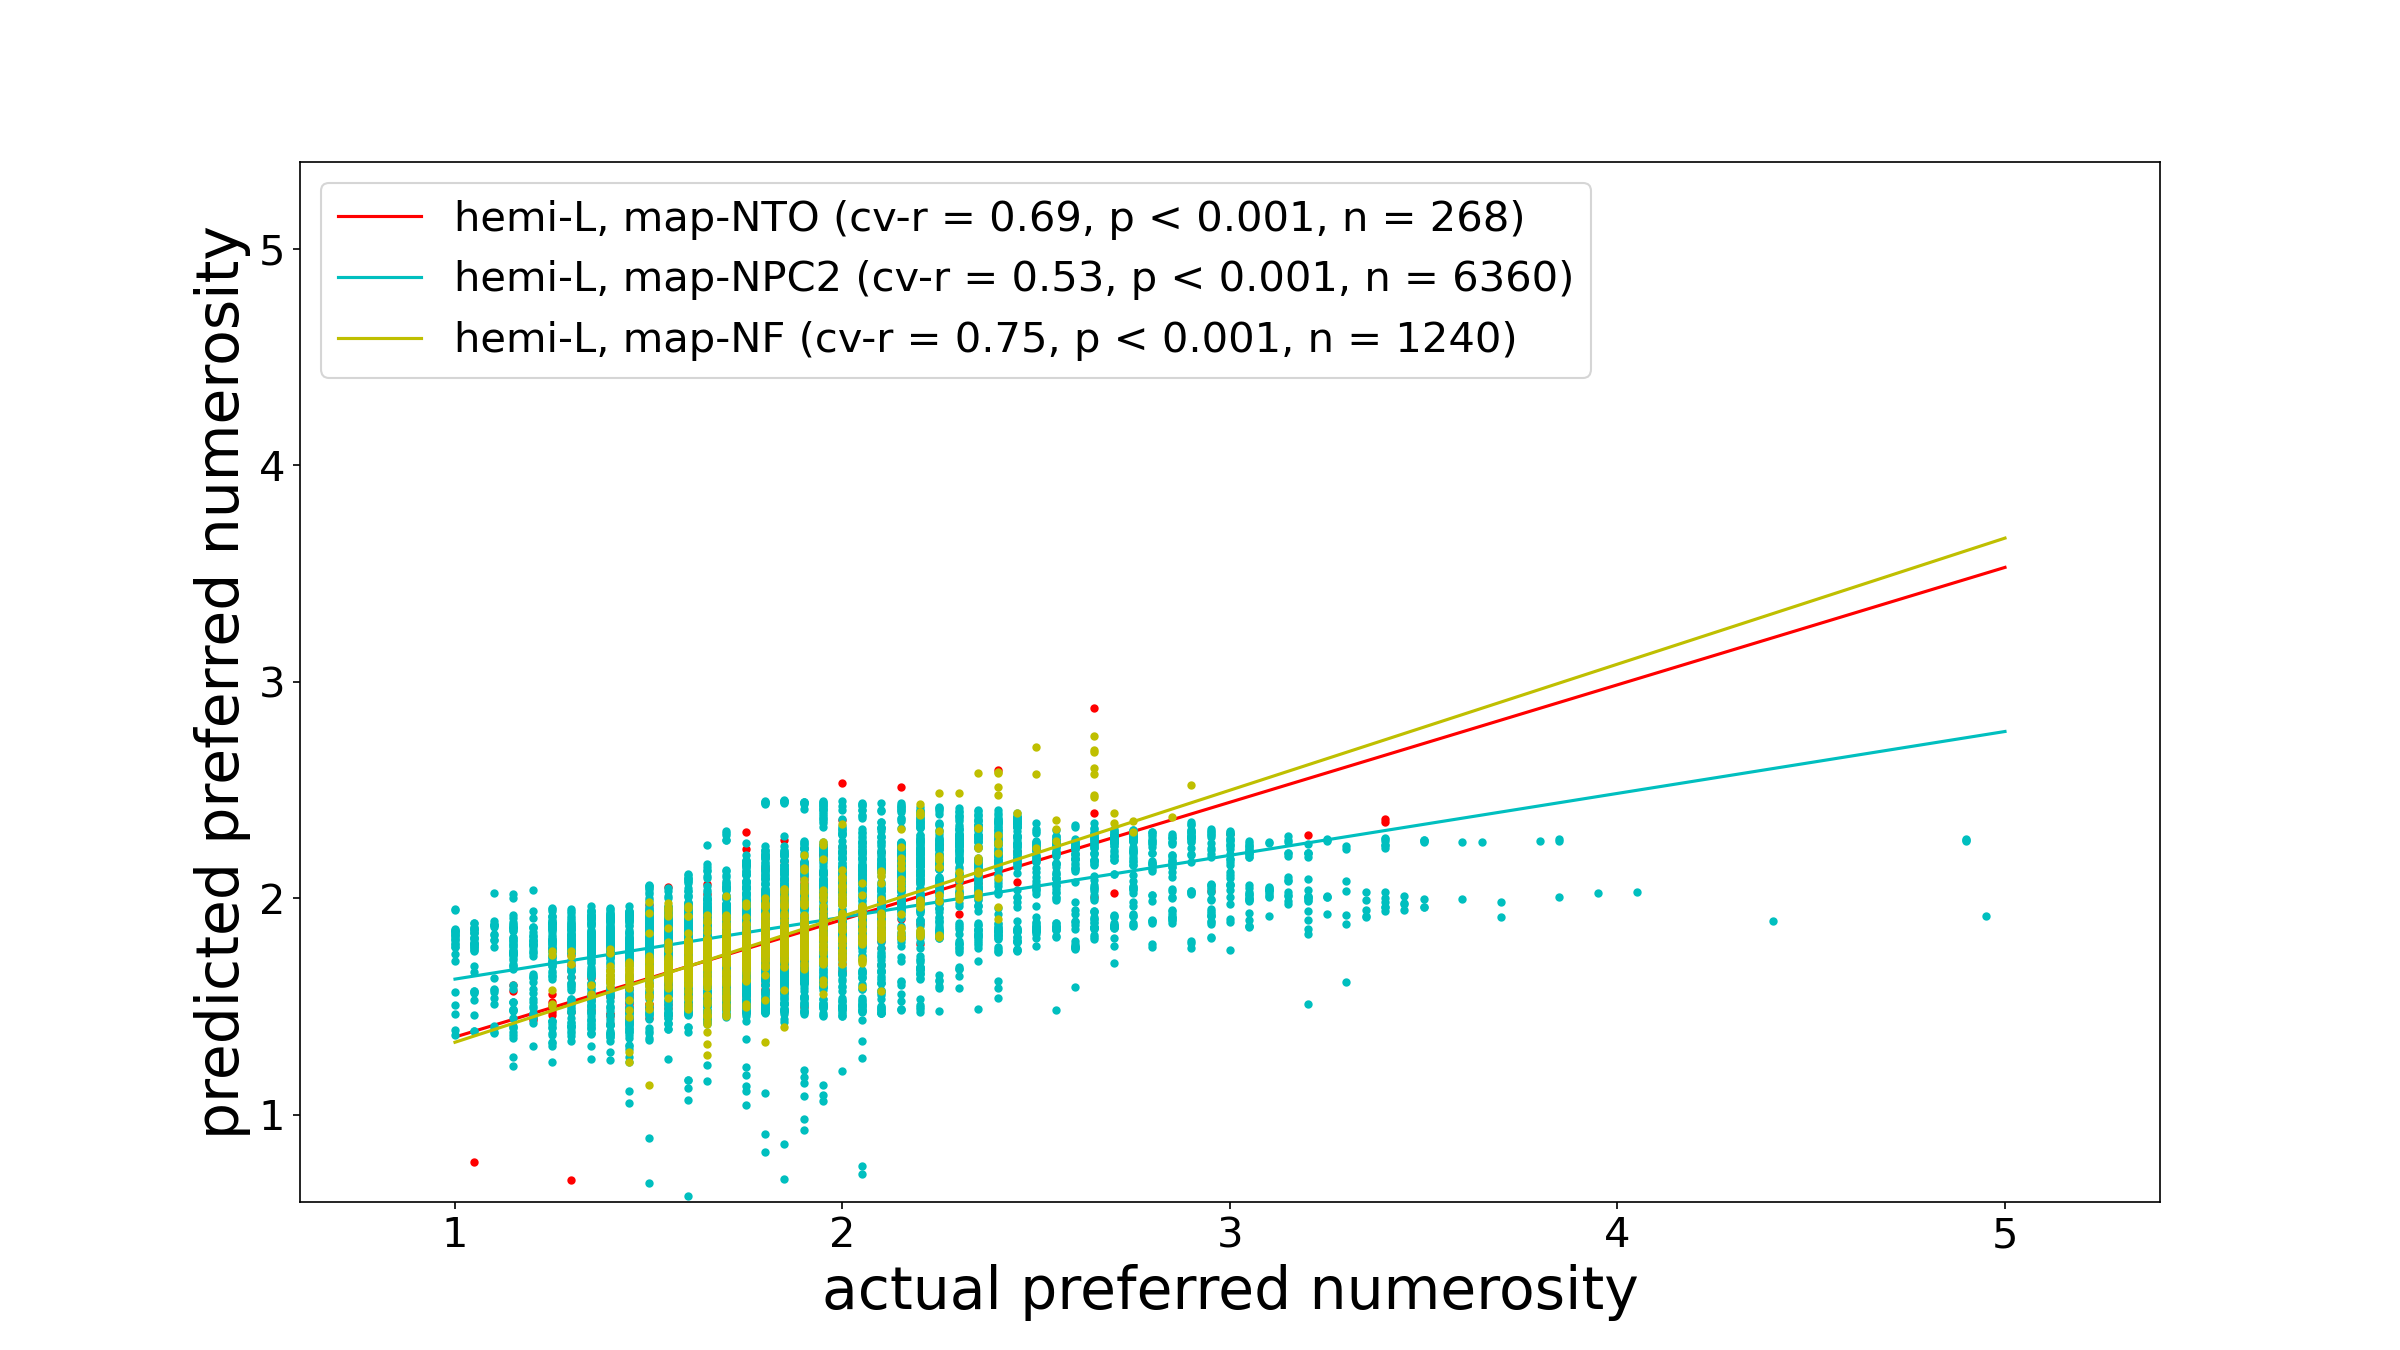 hemi-L, map-NTO (cv-r = 0.69, p < 0.001, n = 268)
hemi-L, map-NPC2 (cv-r = 0.53, p < 0.001, n = 6360)
hemi-L, map-NF (cv-r = 0.75, p < 0.001, n = 1240)
predicted preferred numerosity
5
4
3
2
1
1 2 3 4 5
actual preferred numerosity